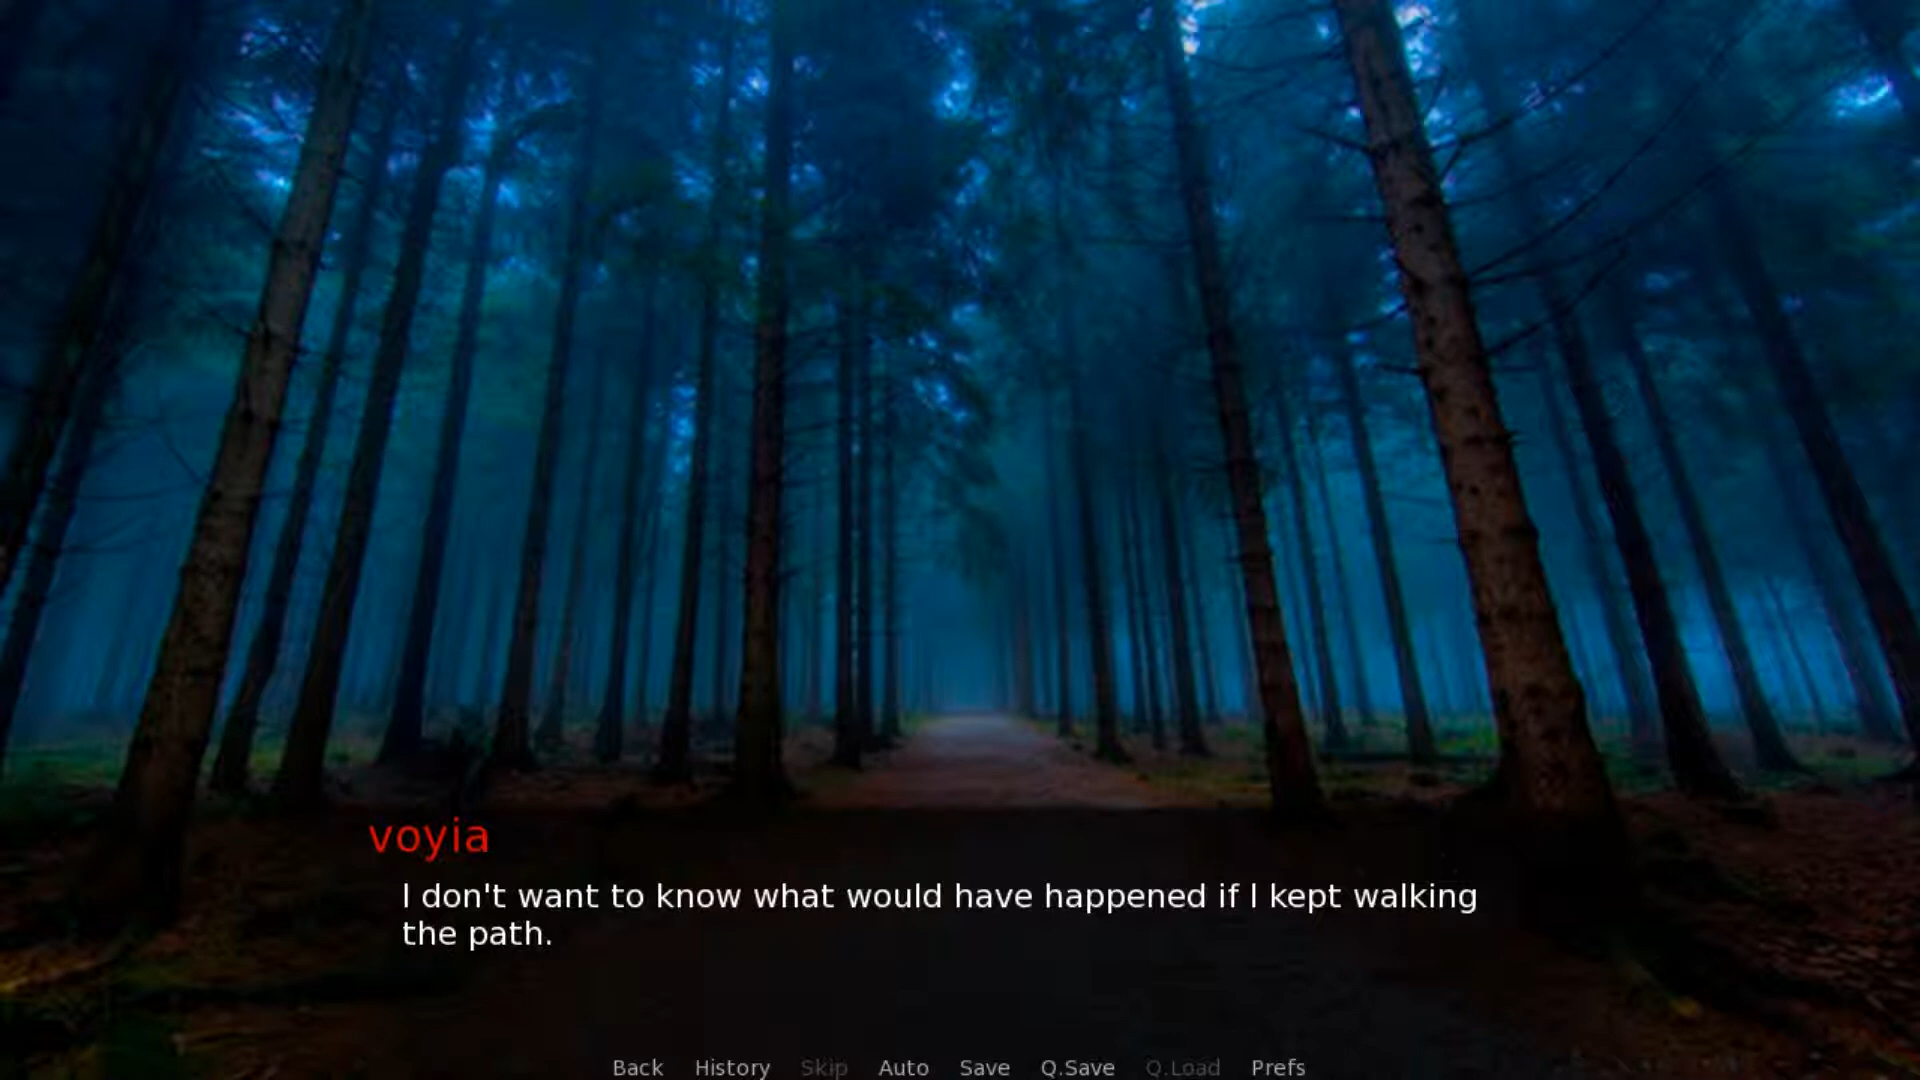 voyia
I don't want to know what would have happened if I kept walking
the path.
Back History Skip Auto Save Q.Save Q.Load Prefs